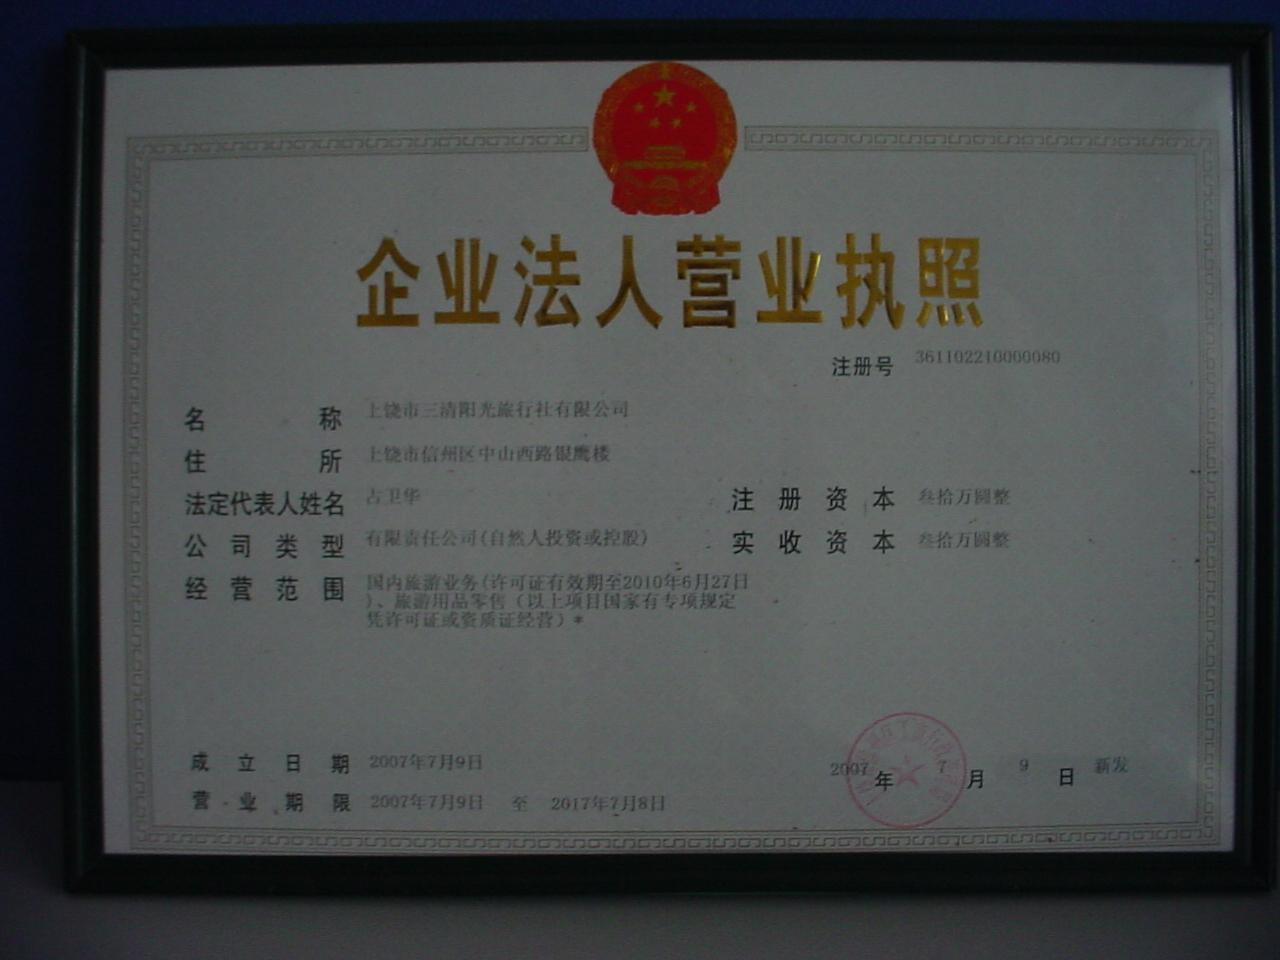 企业法人营业执照
注册号 361102210000080
名称 上饶市三清阳光旅行社有限公司
住所 上饶市信州区中山西路银鹰楼
法定代表人姓名 占卫华 注册资本 叁拾万圆整
公司类型 有限责任公司(自然人投资或控股) 实收资本 叁拾万圆整
经营范围 国内旅游业务(许可证有效期至2010年6月27日
)、旅游用品零售（以上项目国家有专项规定
凭许可证或资质证经营）*
成立日期 2007年7月9日
2007年7月9日 新发
营业期限 2007年7月9日 至 2017年7月8日